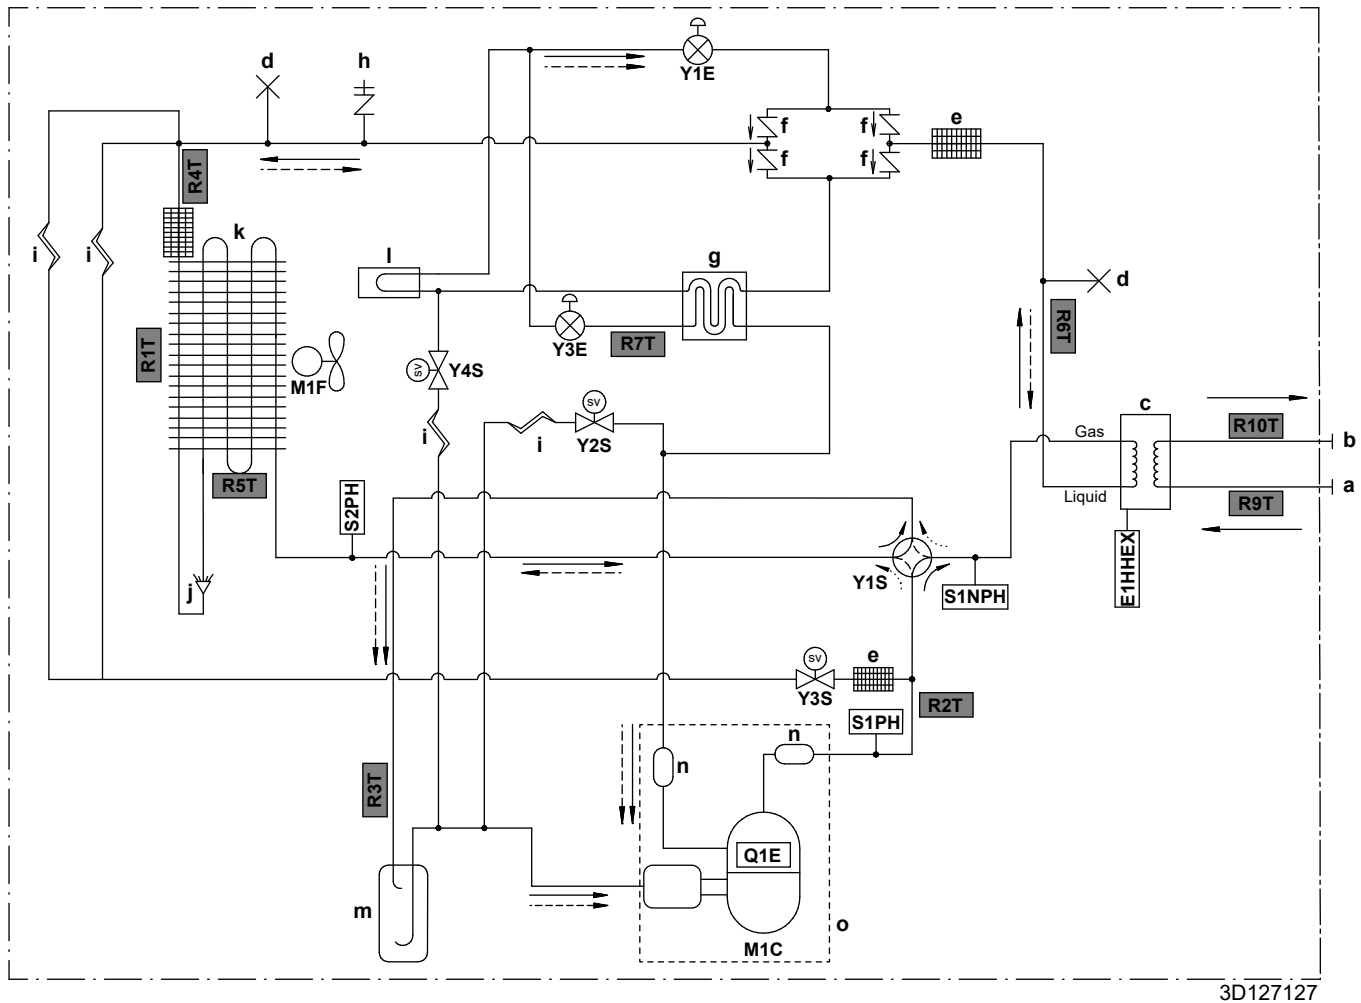 d
h
Y1E
f
f
e
R4T
f
f
k
i
i
l
g
d
R6T
R1T
M1F
Y3E
R7T
SV
Y4S
SV
c
i
i
Y2S
Gas
R10T
b
R5T
S2PH
Liquid
R9T
a
j
Y1S
S1NPH
E1HHEX
SV
e
Y3S
R2T
S1PH
n
n
R3T
Q1E
m
o
M1C
3D127127